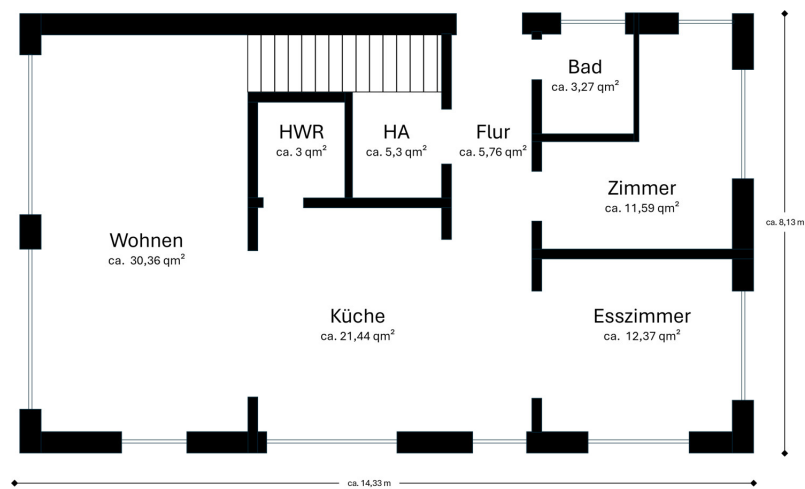 Bad
ca. 3,27 qm²
HWR
ca. 3 qm²
HA
ca. 5,3 qm²
Flur
ca. 5,76 qm²
Zimmer
ca. 11,59 qm²
ca. 8,13 m
Wohnen
ca. 30,36 qm²
Küche
ca. 21,44 qm²
Esszimmer
ca. 12,37 qm²
ca. 14,33 m